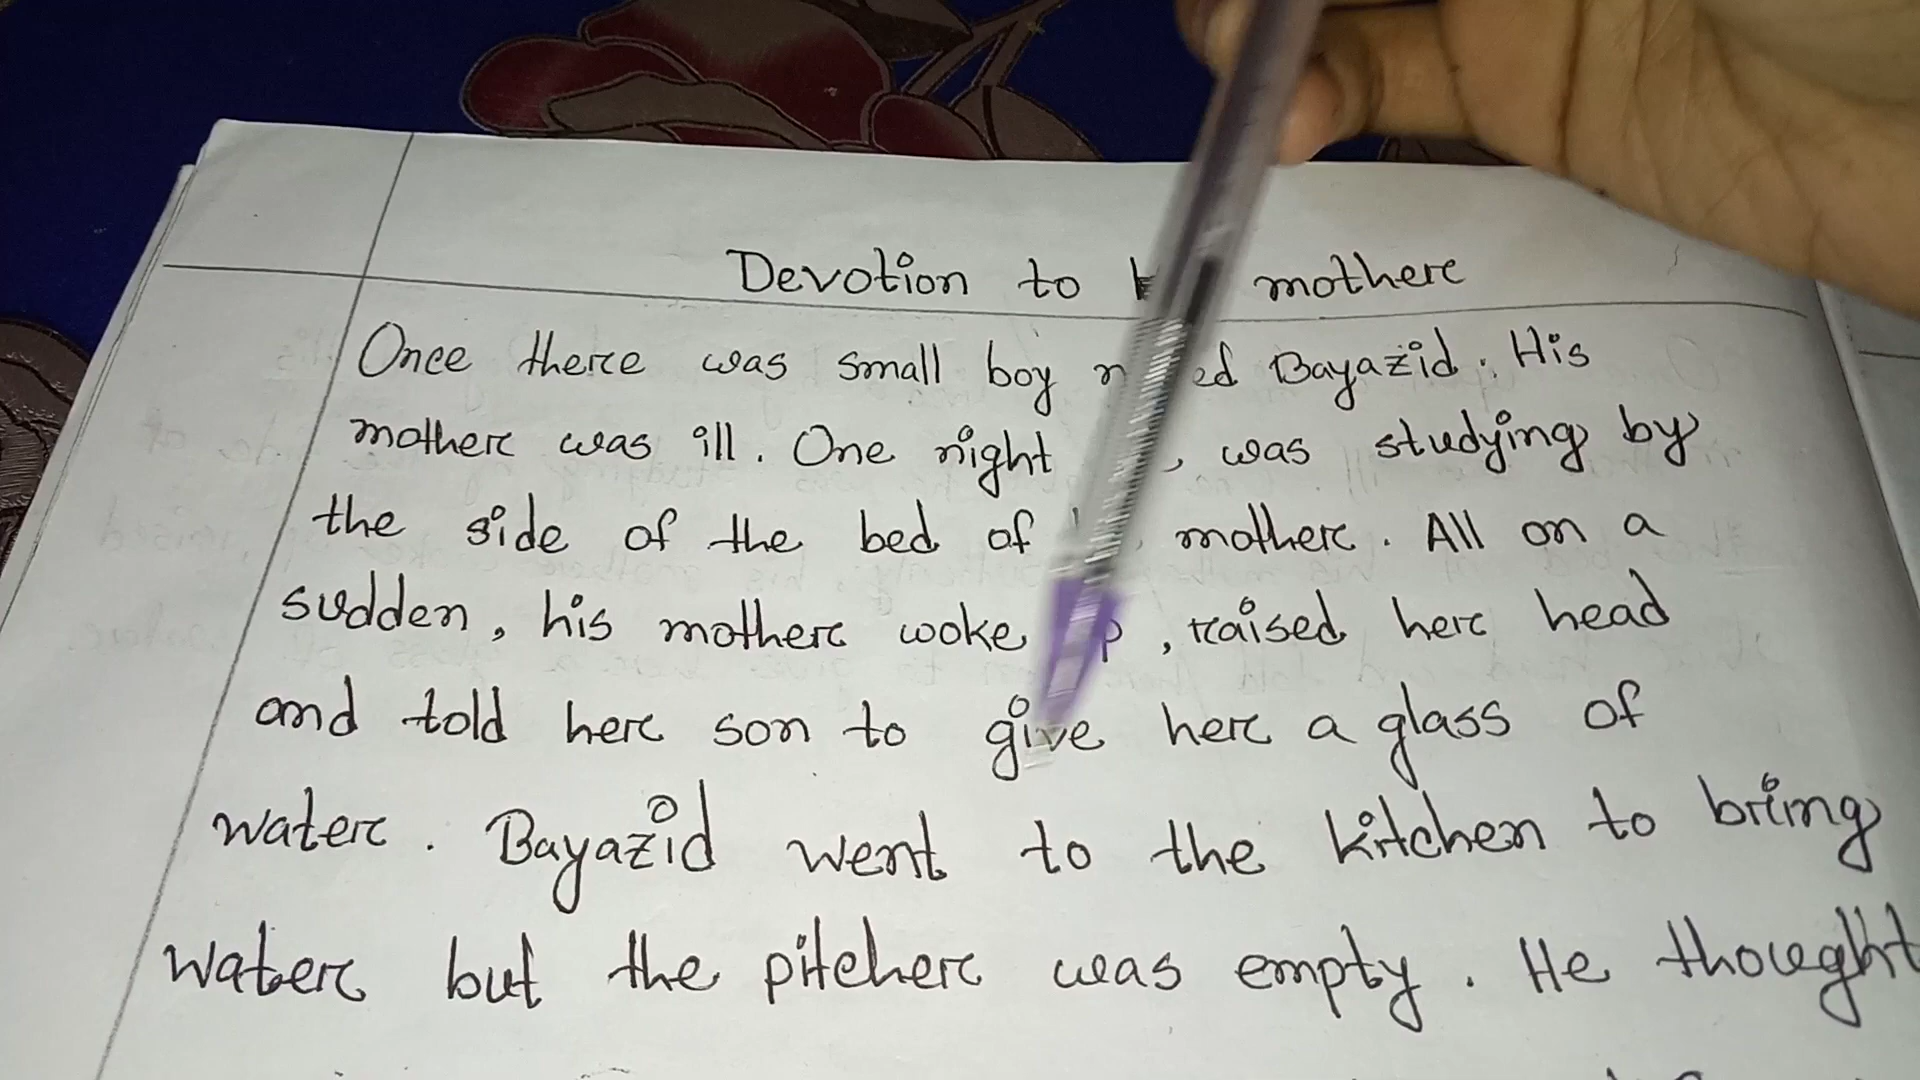 Devotion to mother
Once there was small boy Bayazid. His
mother was ill. One night , was studying by
the side of the bed of mother. All on a
sudden, his mother woke , raised her head
and told her son to give her a glass of
water. Bayazid went to the kitchen to bring
water but the pitcher was empty. He thought